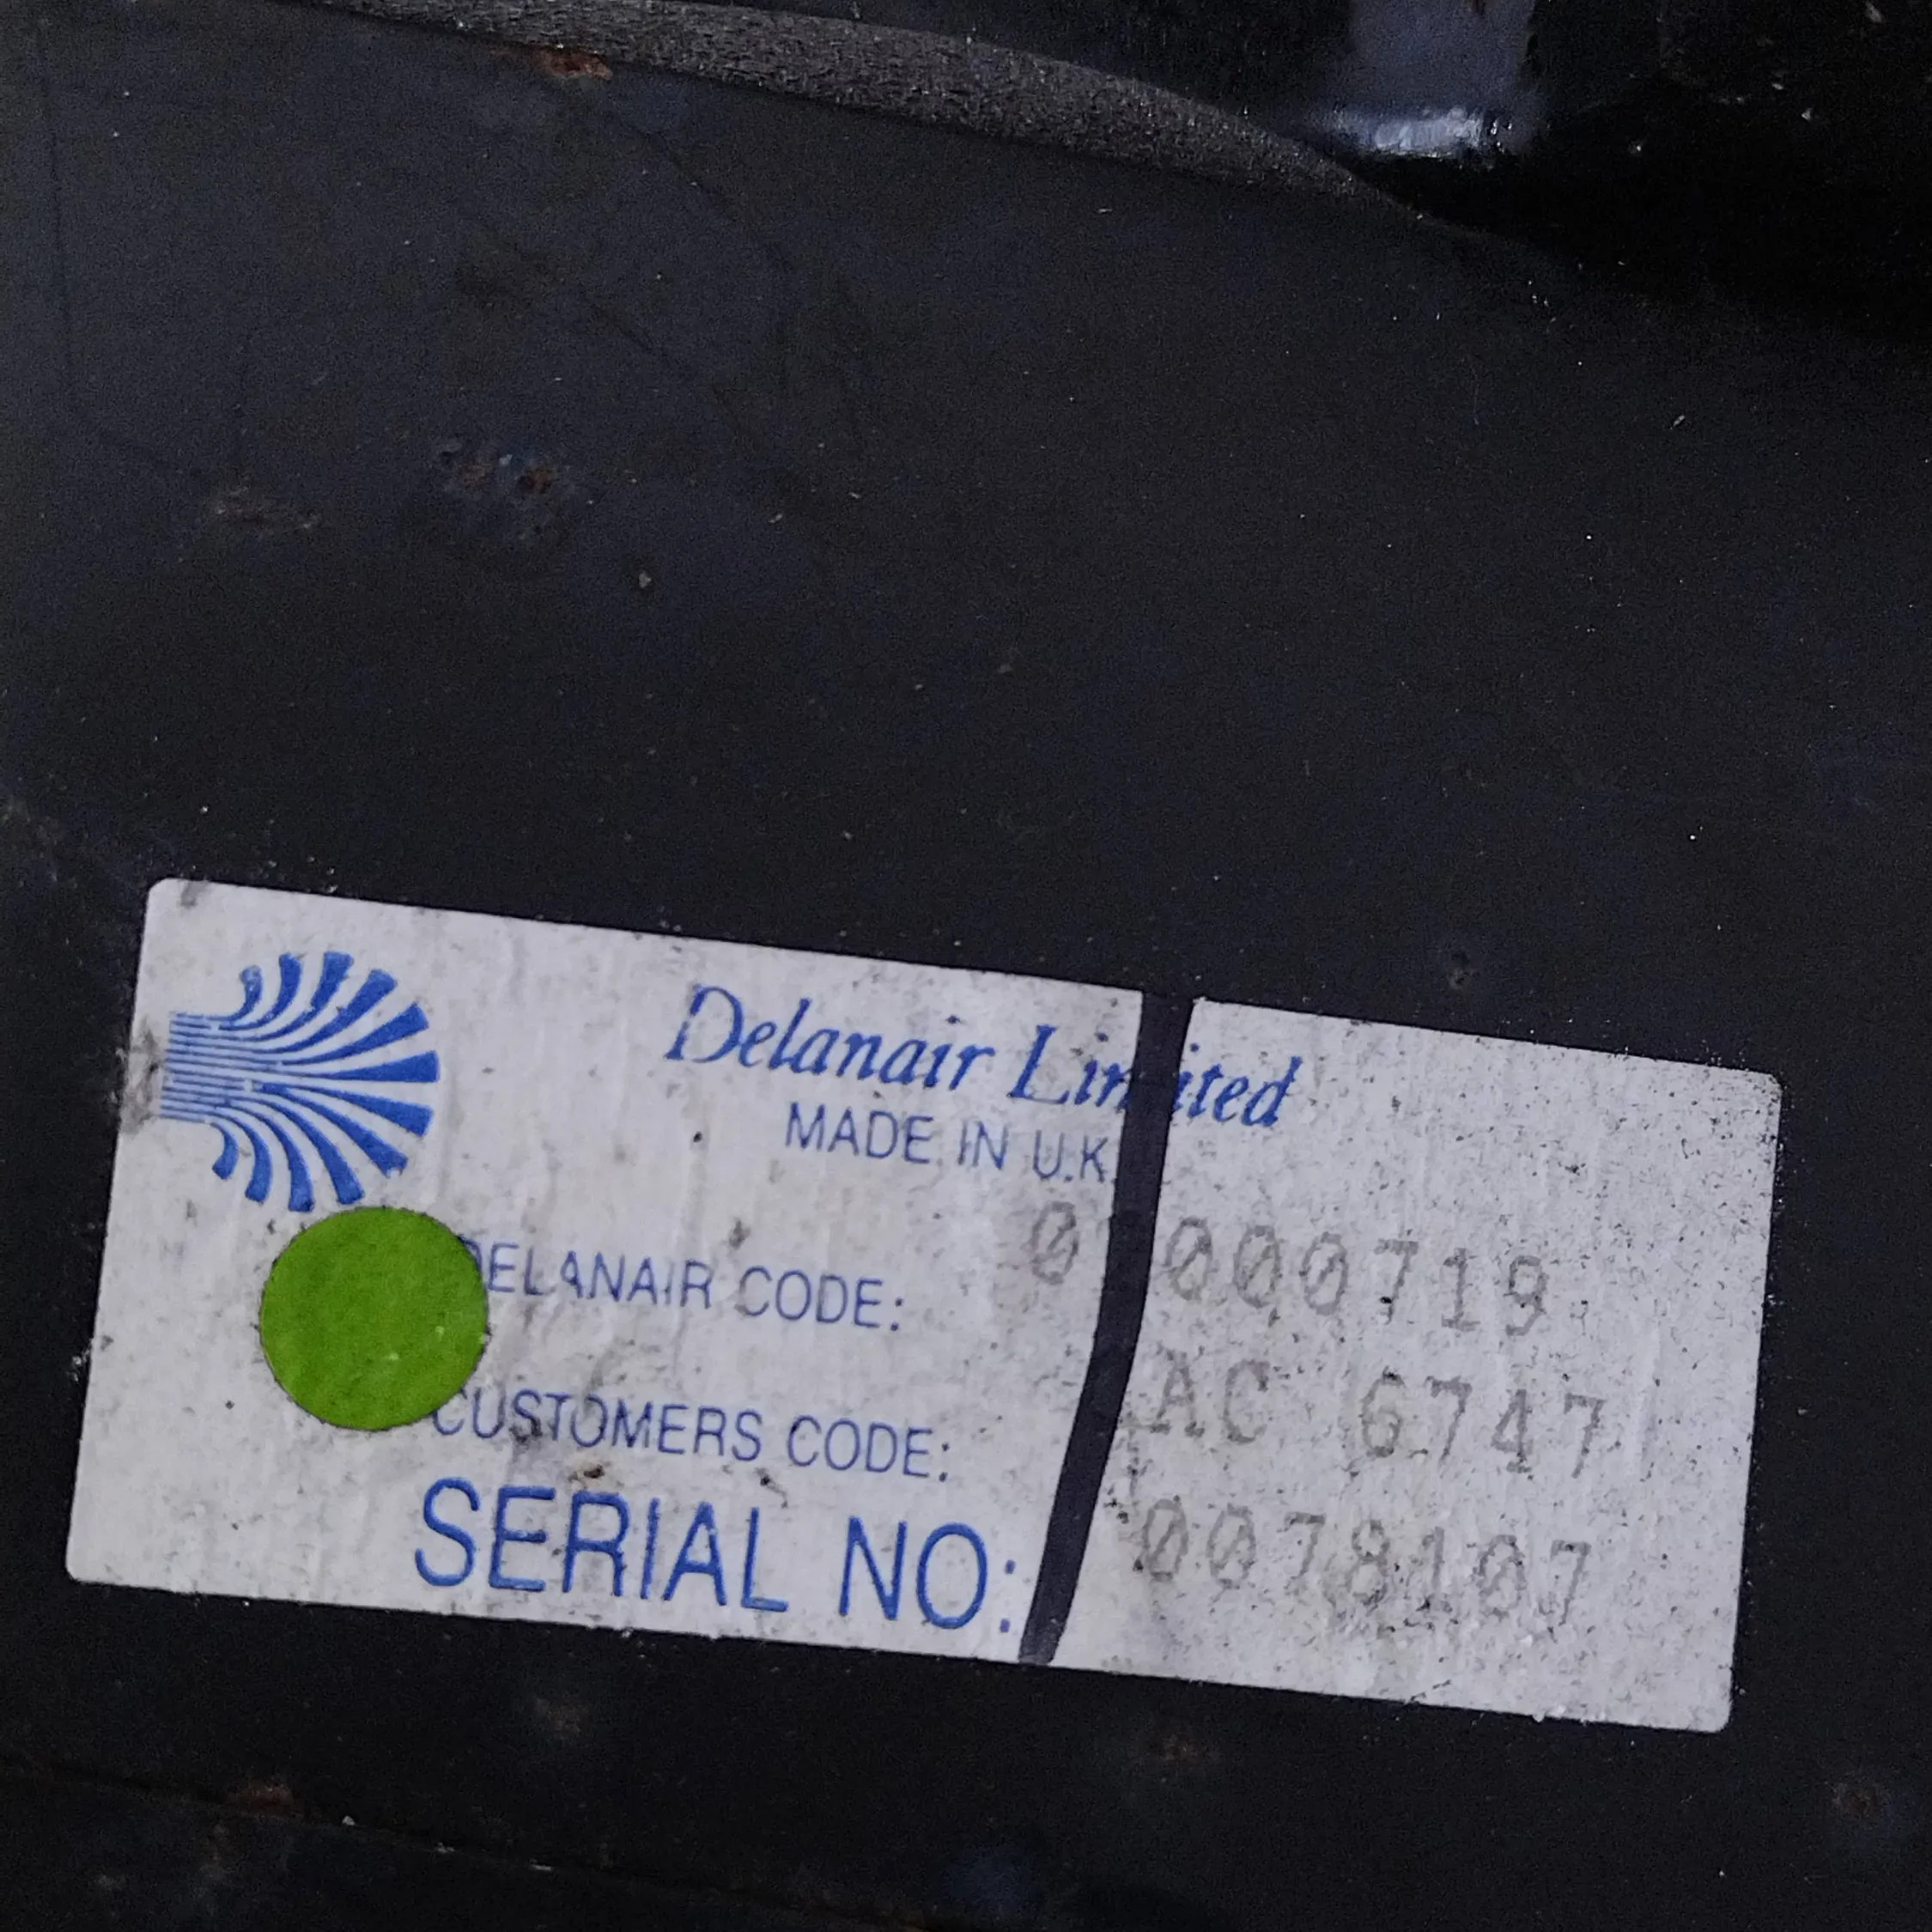 Delanair Limited
MADE IN U.K.
DELANAIR CODE: 0 000719
CUSTOMERS CODE: AC 6747
SERIAL NO: 0078107